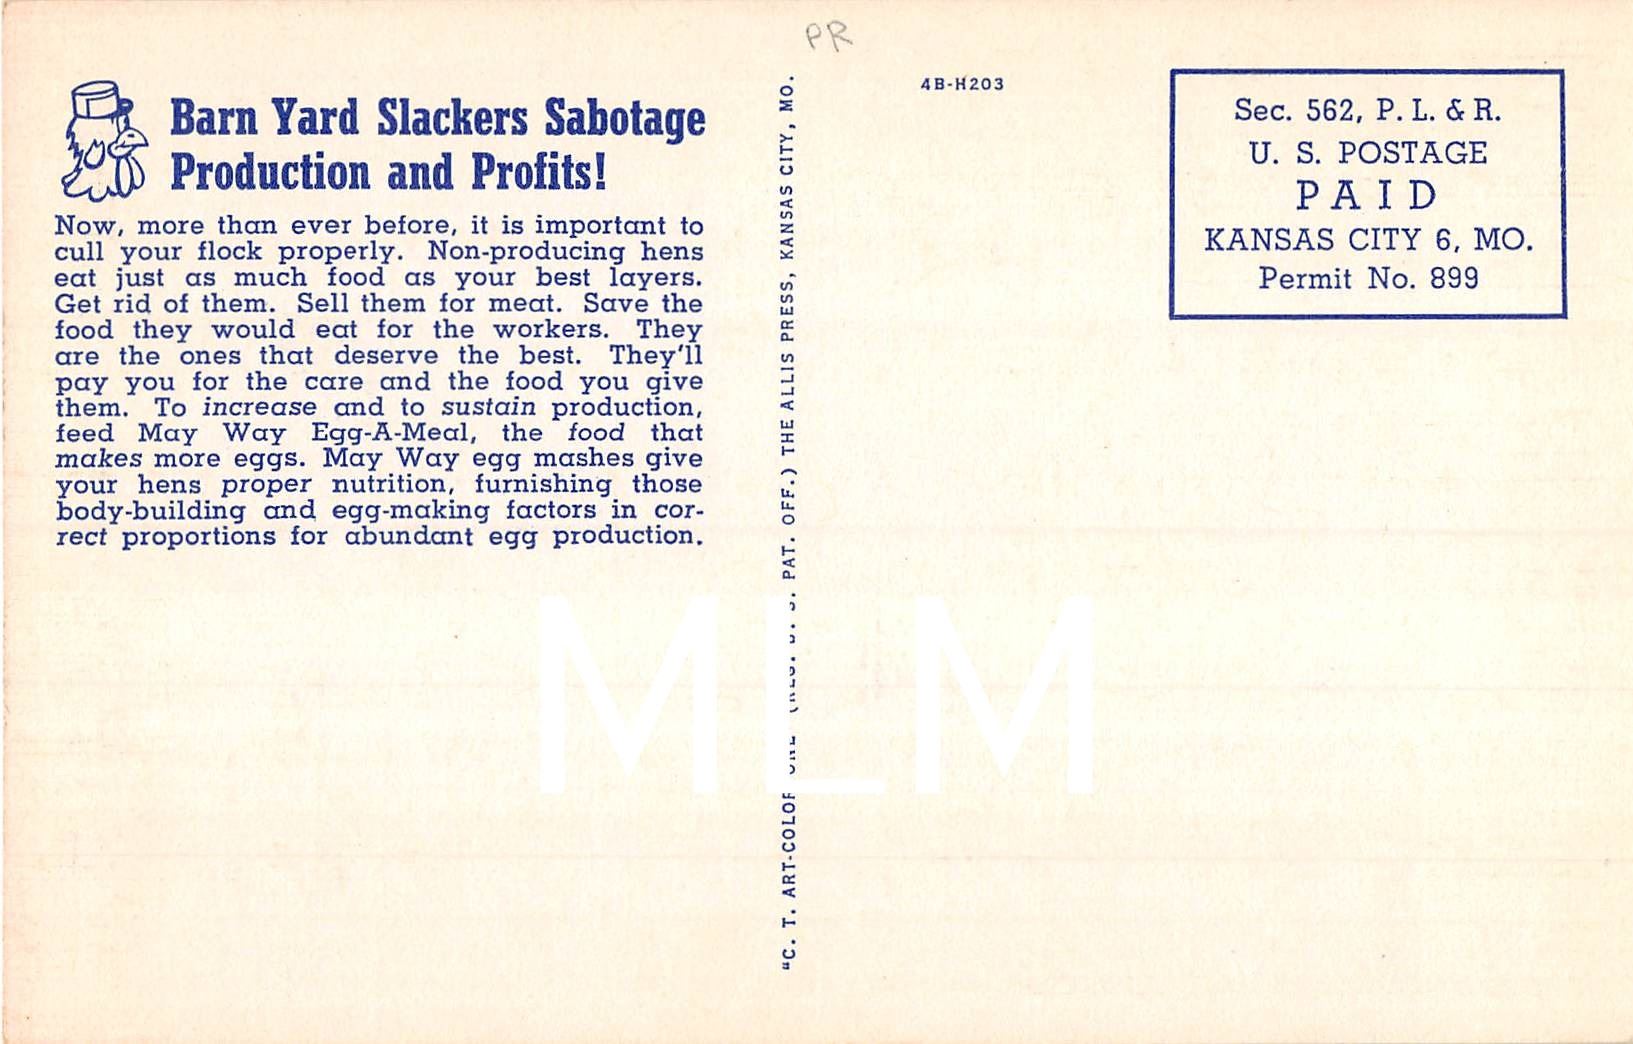 PR
Barn Yard Slackers Sabotage
Production and Profits!
Now, more than ever before, it is important to
cull your flock properly. Non-producing hens
eat just as much food as your best layers.
Get rid of them. Sell them for meat. Save the
food they would eat for the workers. They
are the ones that deserve the best. They'll
pay you for the care and the food you give
them. To increase and to sustain production,
feed May Way Egg-A-Meal, the food that
makes more eggs. May Way egg mashes give
your hens proper nutrition, furnishing those
body-building and egg-making factors in cor-
rect proportions for abundant egg production.
"C. T. ART-COLOR PAT. OFF.) THE ALLIS PRESS, KANSAS CITY, MO.
4B-H203
Sec. 562, P. L. & R.
U. S. POSTAGE
PAID
KANSAS CITY 6, MO.
Permit No. 899
MLM